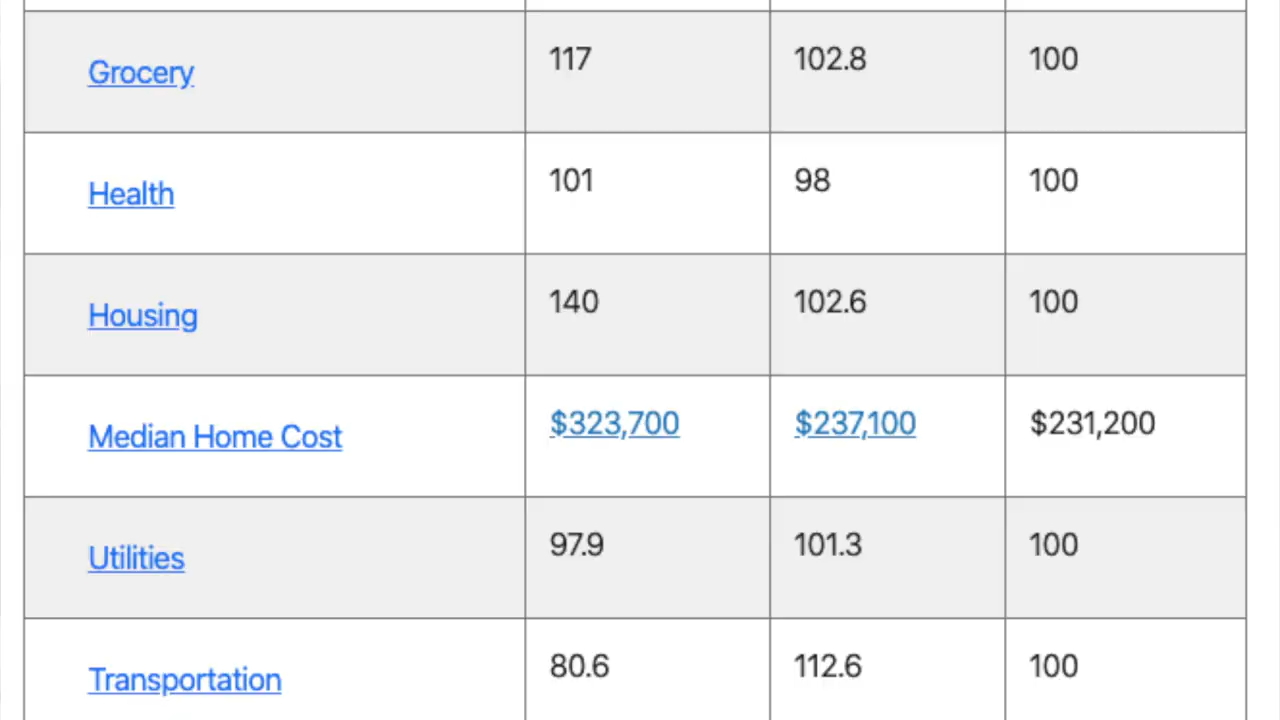 Grocery 117 102.8 100
Health 101 98 100
Housing 140 102.6 100
Median Home Cost $323,700 $237,100 $231,200
Utilities 97.9 101.3 100
Transportation 80.6 112.6 100